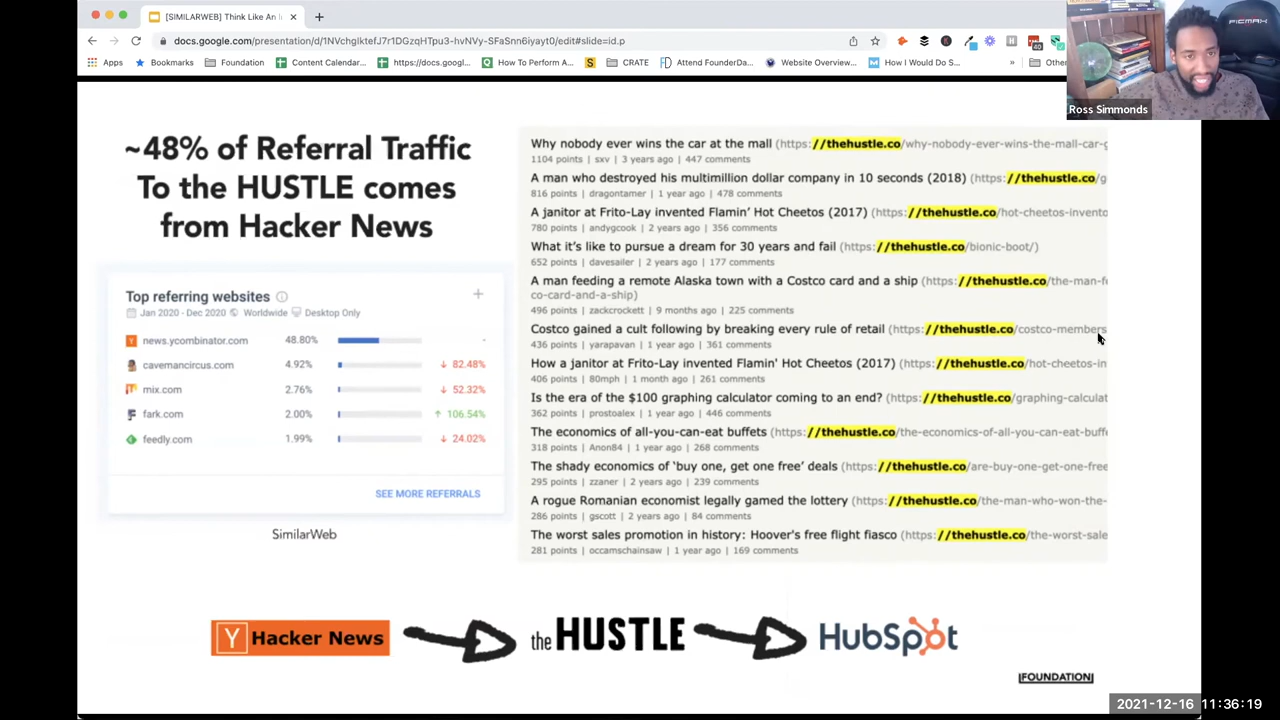 [SIMILARWEB] Think Like An I
docs.google.com/presentation/d/1NVchglktefJ7r1DGzqHTpu3-hvNVy-SFaSnn6iyayt0/edit#slide=id.p
Apps
Bookmarks
Foundation
Content Calendar...
https://docs.googl...
How To Perform A...
S
CRATE
Attend FounderDa...
Website Overview...
How I Would Do S...
»
Other
FICMAX
Ross Simmonds
~48% of Referral Traffic
To the HUSTLE comes
from Hacker News
Top referring websites
Jan 2020 - Dec 2020 Worldwide Desktop Only
news.ycombinator.com 48.80% -
cavemancircus.com 4.92% ↓ 82.48%
mix.com 2.76% ↓ 52.32%
fark.com 2.00% ↑ 106.54%
feedly.com 1.99% ↓ 24.02%
SEE MORE REFERRALS
SimilarWeb
Why nobody ever wins the car at the mall (https://thehustle.co/why-nobody-ever-wins-the-mall-car-g
1104 points | sxv | 3 years ago | 447 comments
A man who destroyed his multimillion dollar company in 10 seconds (2018) (https://thehustle.co/g
816 points | dragontamer | 1 year ago | 478 comments
A janitor at Frito-Lay invented Flamin' Hot Cheetos (2017) (https://thehustle.co/hot-cheetos-invento
780 points | andygcook | 2 years ago | 356 comments
What it's like to pursue a dream for 30 years and fail (https://thehustle.co/bionic-boot/)
652 points | davesailer | 2 years ago | 177 comments
A man feeding a remote Alaska town with a Costco card and a ship (https://thehustle.co/the-man-f
co-card-and-a-ship)
496 points | zackcrockett | 9 months ago | 225 comments
Costco gained a cult following by breaking every rule of retail (https://thehustle.co/costco-members
436 points | yarapavan | 1 year ago | 361 comments
How a janitor at Frito-Lay invented Flamin' Hot Cheetos (2017) (https://thehustle.co/hot-cheetos-in
406 points | 80mph | 1 month ago | 261 comments
Is the era of the $100 graphing calculator coming to an end? (https://thehustle.co/graphing-calculat
362 points | prostoalex | 1 year ago | 446 comments
The economics of all-you-can-eat buffets (https://thehustle.co/the-economics-of-all-you-can-eat-buffe
318 points | Anon84 | 1 year ago | 268 comments
The shady economics of 'buy one, get one free' deals (https://thehustle.co/are-buy-one-get-one-free
295 points | zzaner | 2 years ago | 239 comments
A rogue Romanian economist legally gamed the lottery (https://thehustle.co/the-man-who-won-the-
286 points | gscott | 2 years ago | 84 comments
The worst sales promotion in history: Hoover's free flight fiasco (https://thehustle.co/the-worst-sale
281 points | occamschainsaw | 1 year ago | 169 comments
Y Hacker News
the HUSTLE
HubSpot
FOUNDATION
2021-12-16 11:36:19